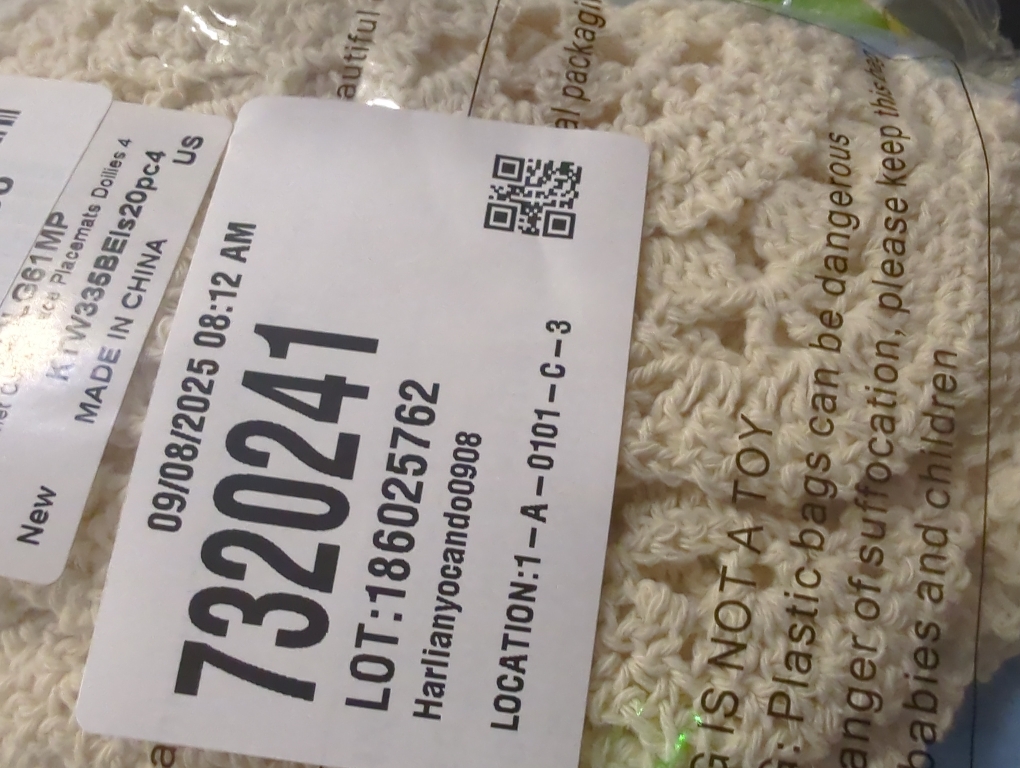 G61MP
Placemats Doilies 4
KTW335BEIs20pc4
MADE IN CHINA
US
New
09/08/2025 08:12 AM
732041
LOT:186025762
Harlianyocando0908
LOCATION:1-A-0101-C-3
autiful
al packagi
IS NOT A TOY
: Plastic bags can be dangerous
anger of suffocation, please keep this
babies and children